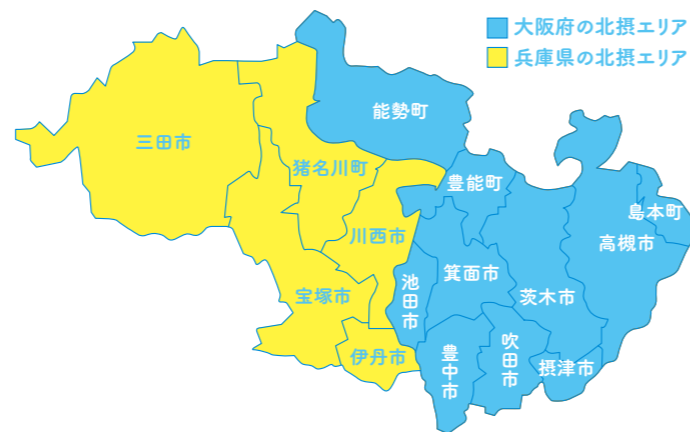 大阪府の北摂エリア
兵庫県の北摂エリア
能勢町
三田市
猪名川町
豊能町
島本町
川西市
高槻市
箕面市
池田市
宝塚市
茨木市
伊丹市
豊中市
吹田市
摂津市